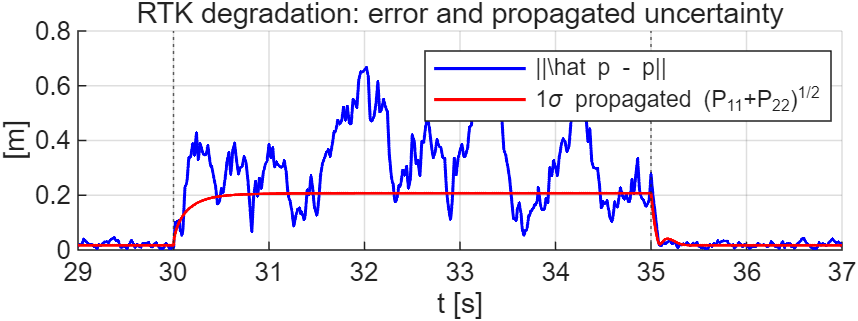 RTK degradation: error and propagated uncertainty
0.8
0.6
0.4
0.2
0
[m]
||\hat p - p||
1σ propagated (P₁₁+P₂₂)¹/²
29 30 31 32 33 34 35 36 37
t [s]